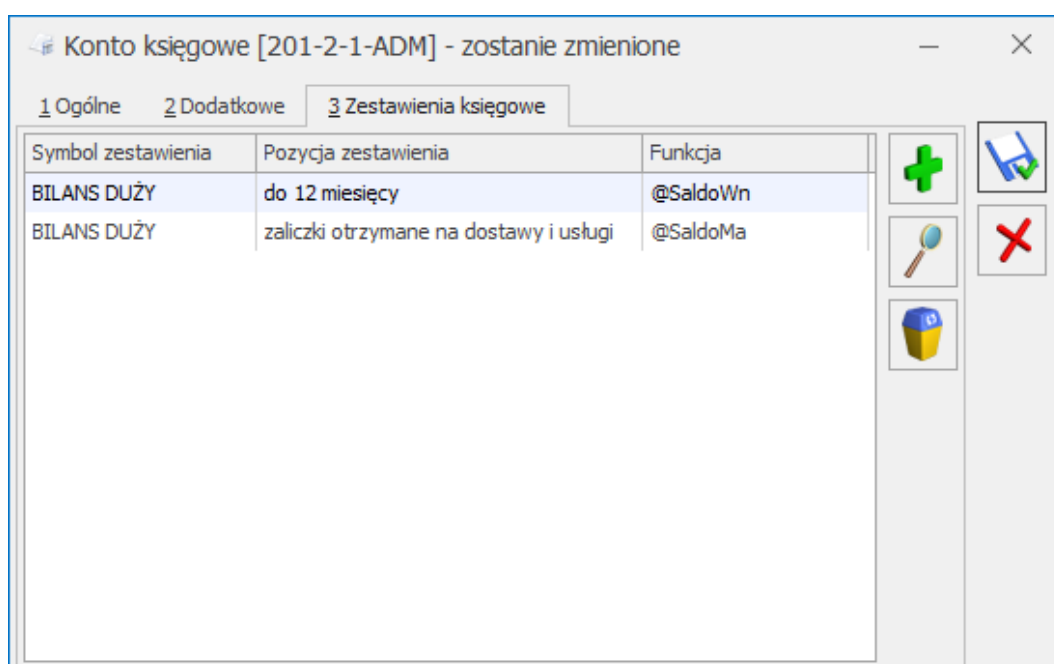 Konto księgowe [201-2-1-ADM] - zostanie zmienione
1 Ogólne 2 Dodatkowe 3 Zestawienia księgowe
Symbol zestawienia Pozycja zestawienia Funkcja
BILANS DUŻY do 12 miesięcy @SaldoWn
BILANS DUŻY zaliczki otrzymane na dostawy i usługi @SaldoMa